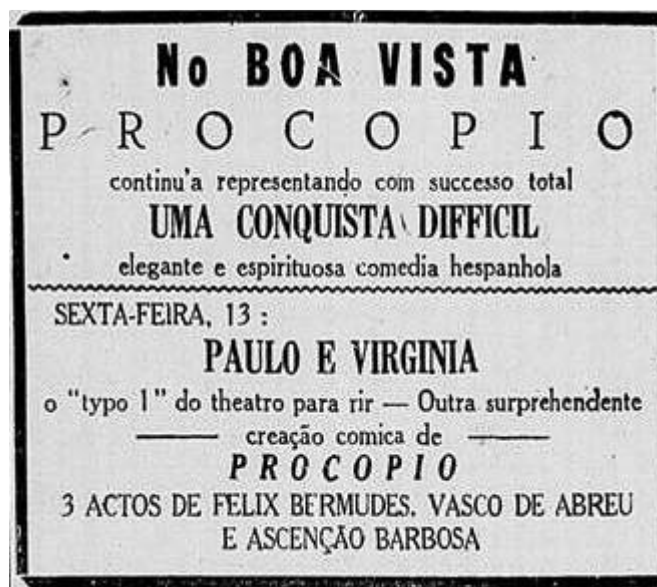 No BOA VISTA
PROCOPIO
continu'a representando com successo total
UMA CONQUISTA DIFFICIL
elegante e espirituosa comedia hespanhola
SEXTA-FEIRA, 13 :
PAULO E VIRGINIA
o "typo 1" do theatro para rir — Outra surprehendente
creação comica de
PROCOPIO
3 ACTOS DE FELIX BERMUDES, VASCO DE ABREU
E ASCENÇÃO BARBOSA